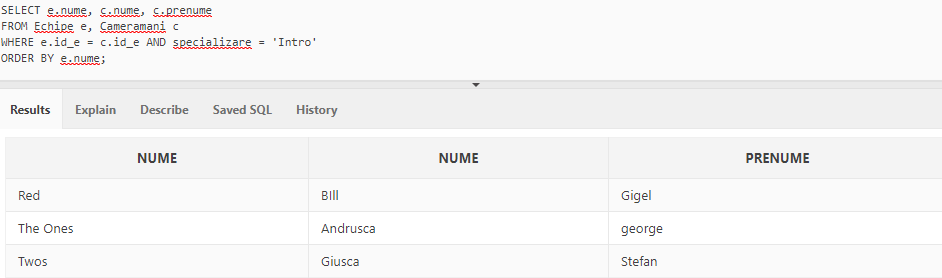 SELECT e.nume, c.nume, c.prenume
FROM Echipe e, Cameramani c
WHERE e.id_e = c.id_e AND specializare = 'Intro'
ORDER BY e.nume;
Results Explain Describe Saved SQL History
NUME NUME PRENUME
Red BIll Gigel
The Ones Andrusca george
Twos Giusca Stefan